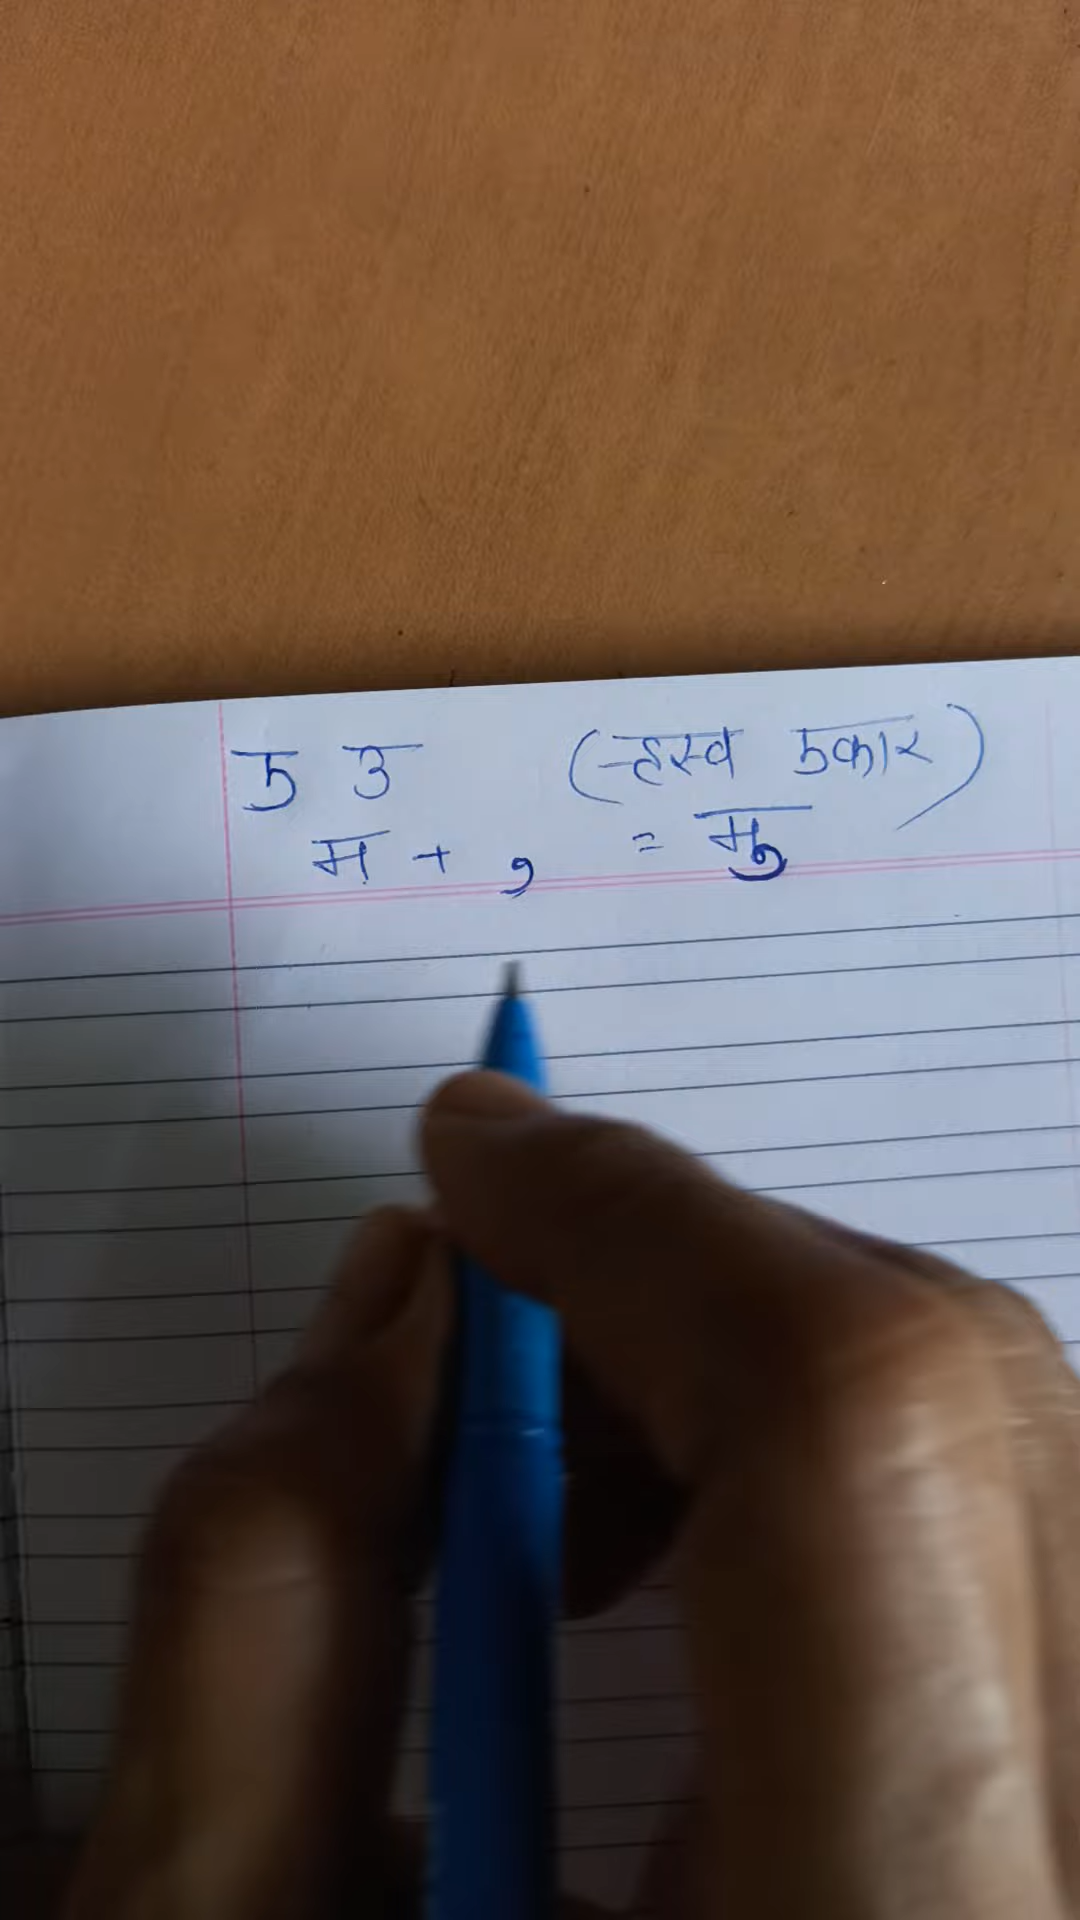 उ उ (ह्रस्व उकार)
म + ु = मु